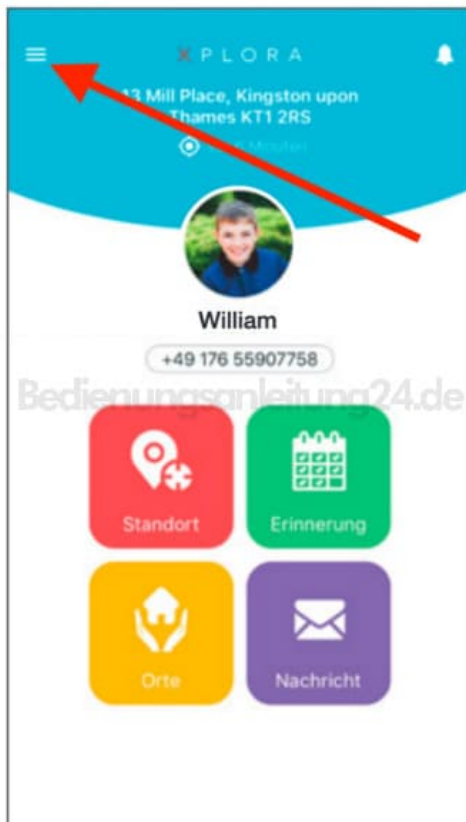 XPLORA
13 Mill Place, Kingston upon
Thames KT1 2RS
Minuten
William
+49 176 55907758
Bedienungsanleitung24.de
Standort
Erinnerung
Orte
Nachricht